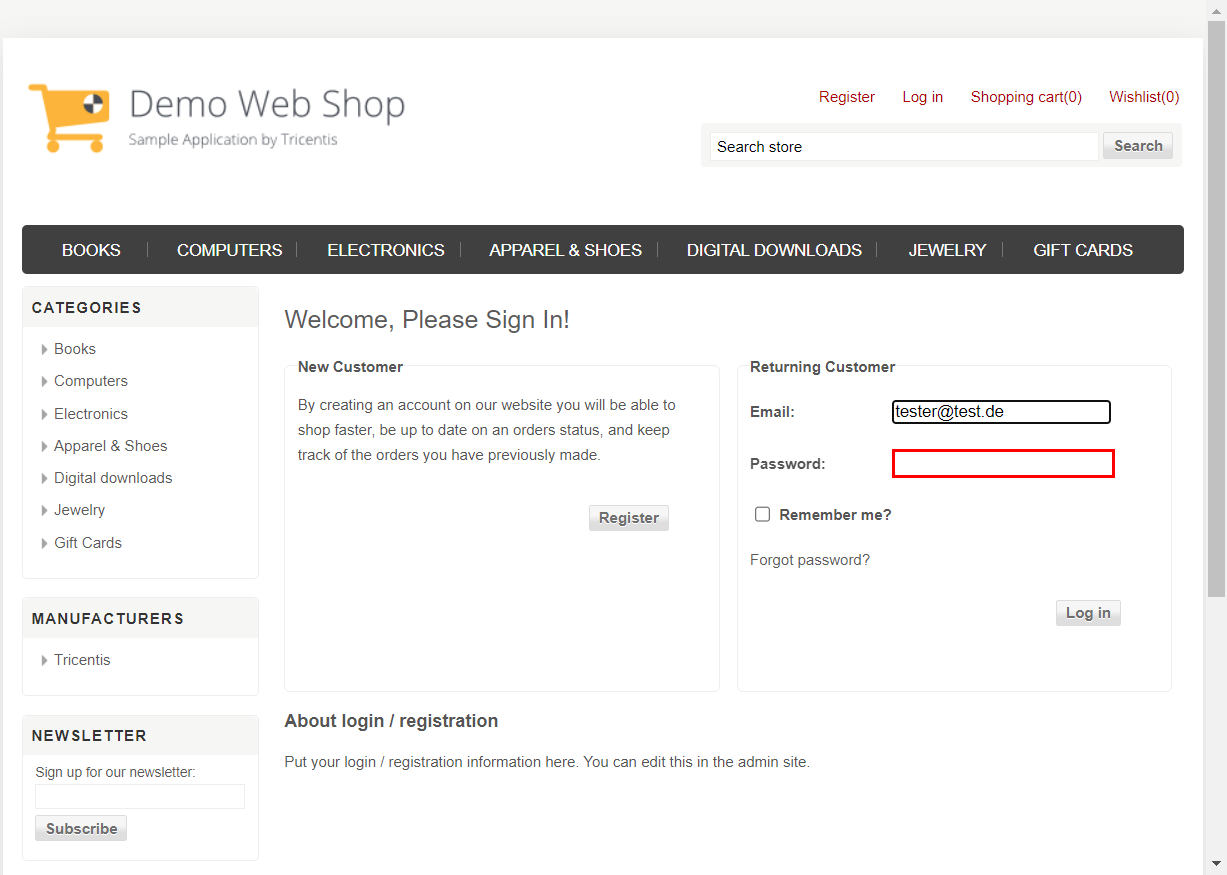 Demo Web Shop
Sample Application by Tricentis
Register Log in Shopping cart(0) Wishlist(0)
Search store Search
BOOKS COMPUTERS ELECTRONICS APPAREL & SHOES DIGITAL DOWNLOADS JEWELRY GIFT CARDS
CATEGORIES
Books
Computers
Electronics
Apparel & Shoes
Digital downloads
Jewelry
Gift Cards
MANUFACTURERS
Tricentis
NEWSLETTER
Sign up for our newsletter:
Subscribe
Welcome, Please Sign In!
New Customer
By creating an account on our website you will be able to
shop faster, be up to date on an orders status, and keep
track of the orders you have previously made.
Register
Returning Customer
Email: tester@test.de
Password:
Remember me?
Forgot password?
Log in
About login / registration
Put your login / registration information here. You can edit this in the admin site.